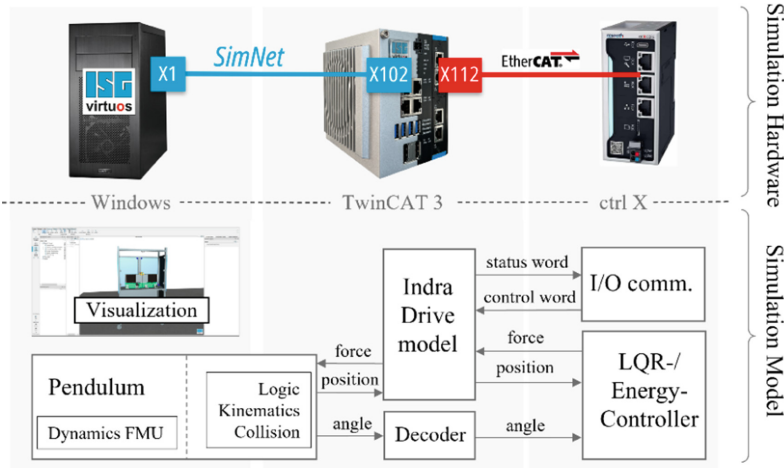 ISG
virtuos
X1
SimNet
X102
X112
EtherCAT
Simulation Hardware
Windows
TwinCAT 3
ctrl X
Simulation Model
Visualization
status word
control word
Indra
Drive
model
I/O comm.
force
position
force
position
LQR-/
Energy-
Controller
Pendulum
Dynamics FMU
Logic
Kinematics
Collision
angle
Decoder
angle